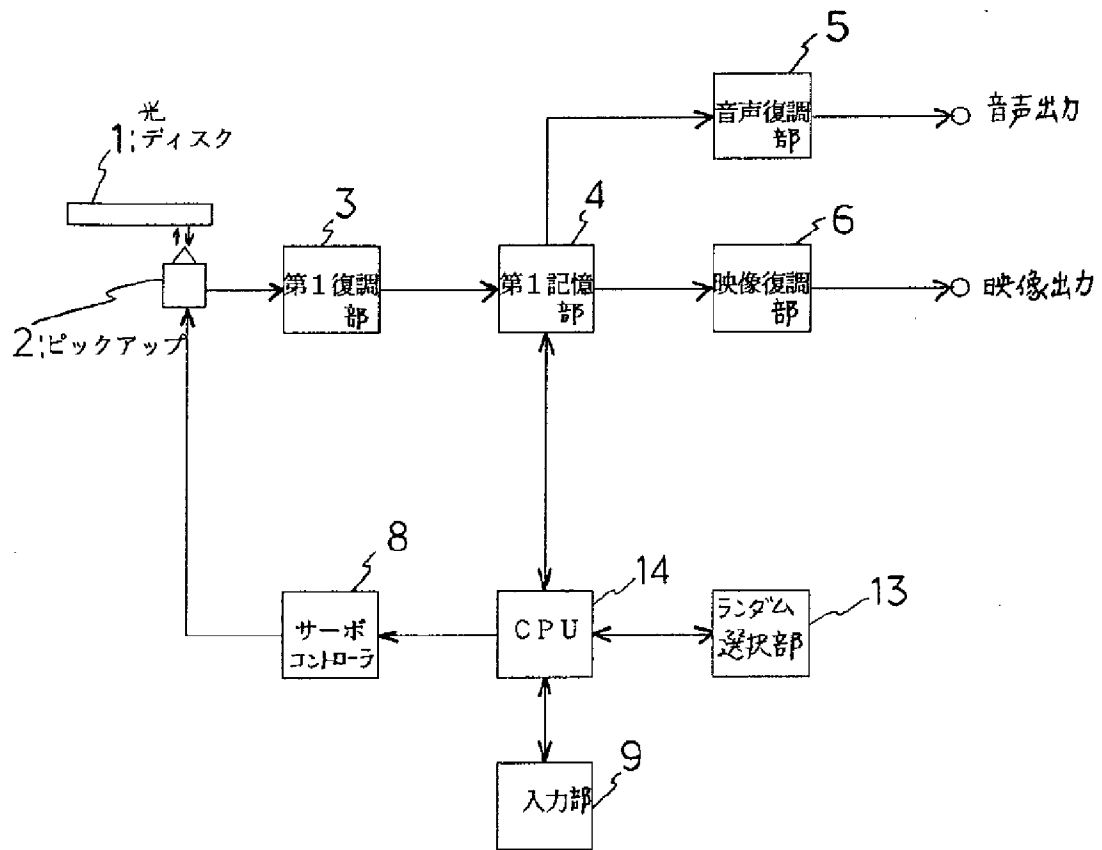 5
音声復調
部
音声出力
光
1:ディスク
3
第1復調
部
4
第1記憶
部
6
映像復調
部
映像出力
2:ピックアップ
8
サーボ
コントローラ
14
CPU
ランダム
選択部
13
9
入力部